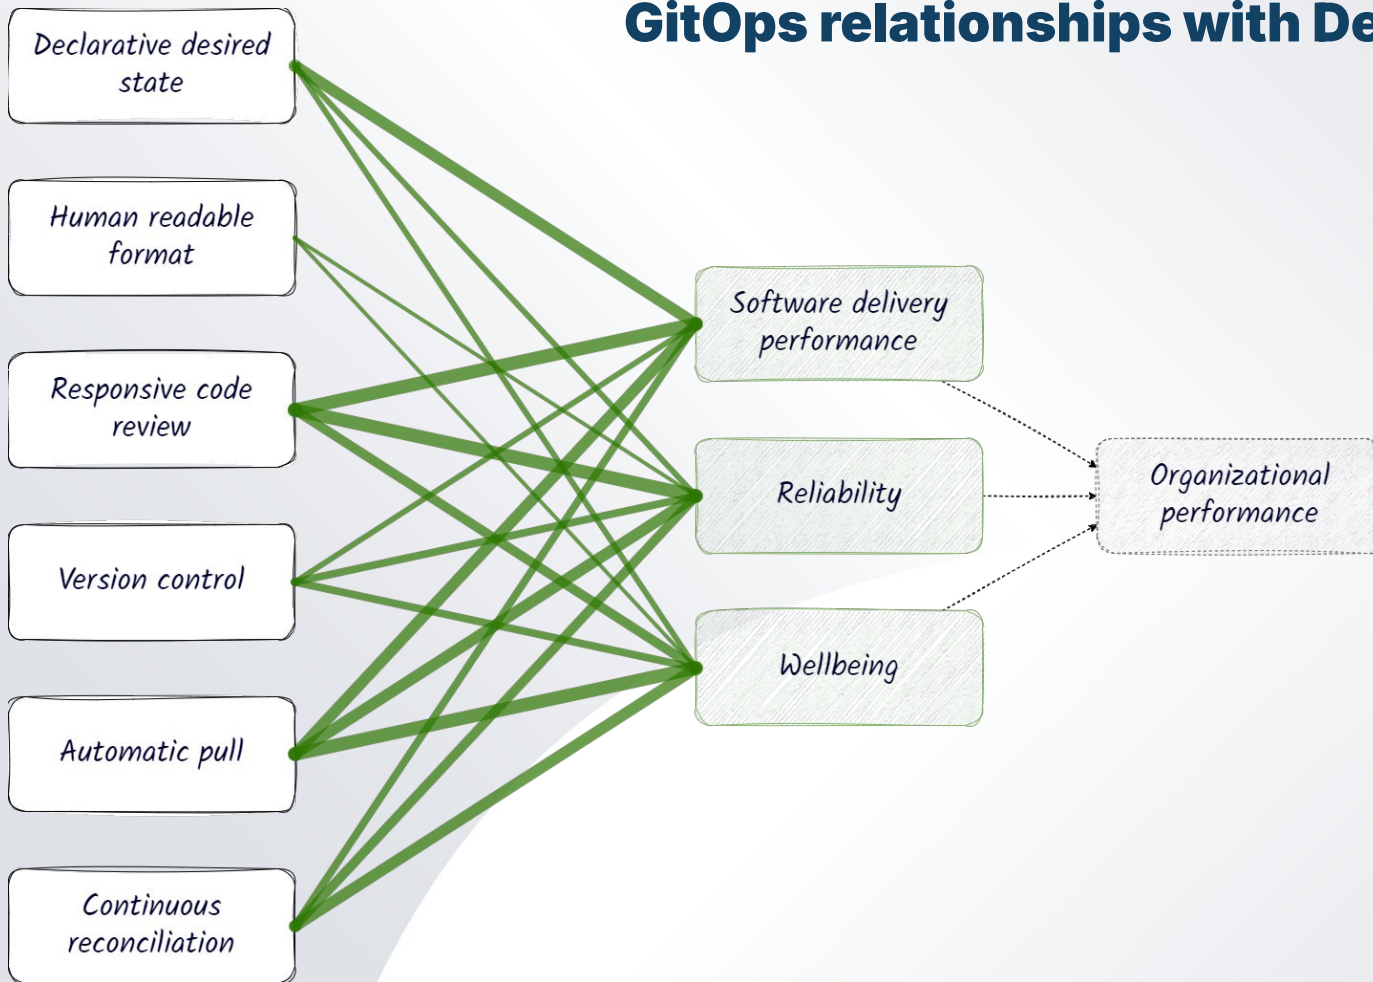 GitOps relationships with De
Declarative desired
state
Human readable
format
Responsive code
review
Version control
Automatic pull
Continuous
reconciliation
Software delivery
performance
Reliability
Wellbeing
Organizational
performance